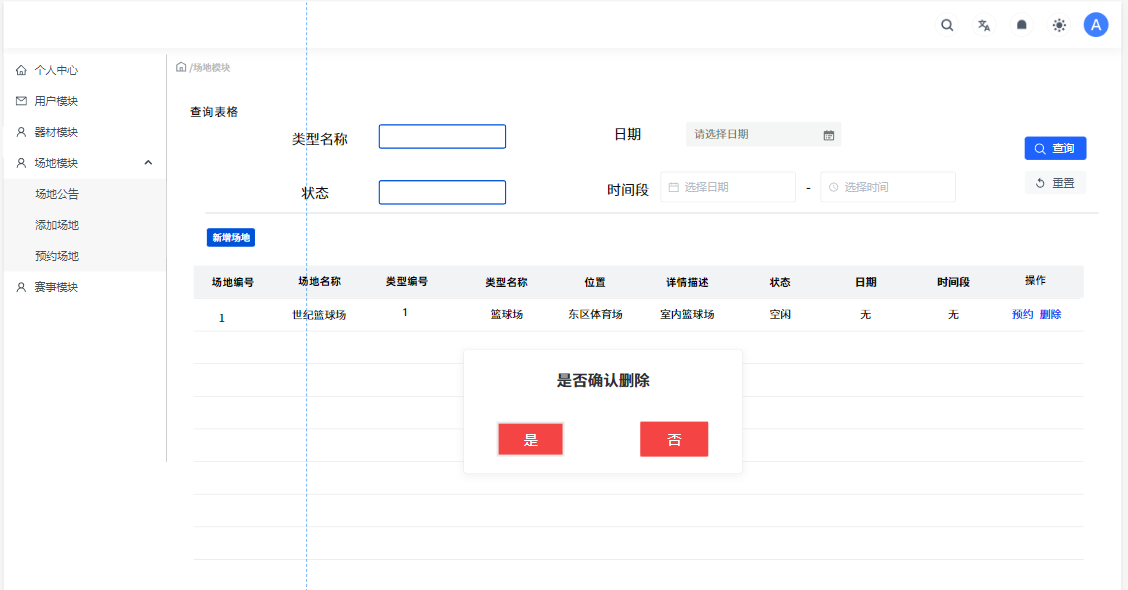 A
个人中心
用户模块
器材模块
场地模块
场地公告
添加场地
预约场地
赛事模块
/场地模块
查询表格
类型名称
日期 请选择日期
查询
状态
时间段 选择日期 - 选择时间
重置
新增场地
场地编号 场地名称 类型编号 类型名称 位置 详情描述 状态 日期 时间段 操作
1 世纪篮球场 1 篮球场 东区体育场 室内篮球场 空闲 无 无 预约 删除
是否确认删除
是 否